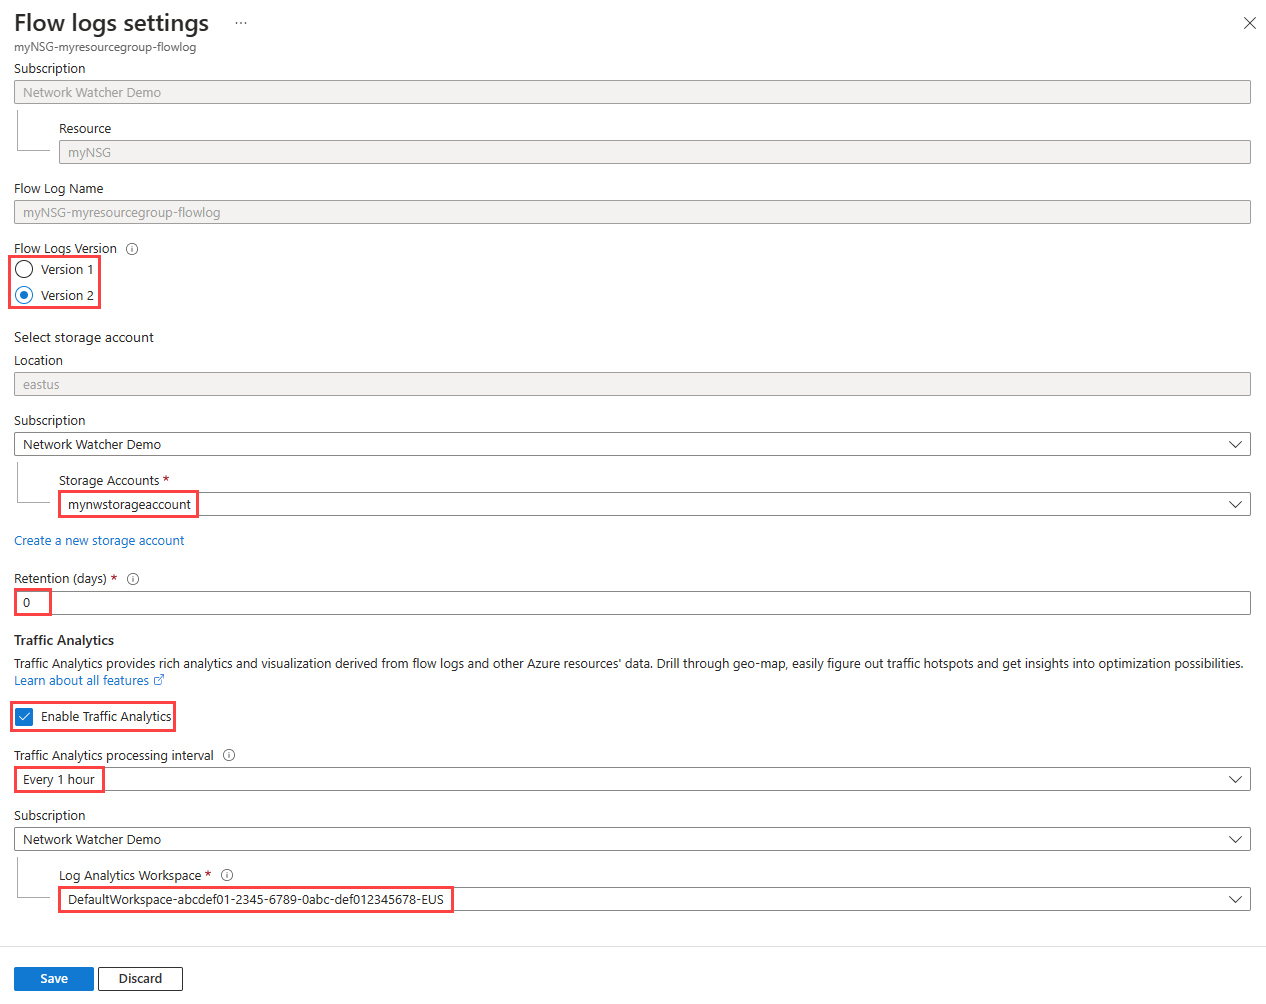 Flow logs settings ...
myNSG-myresourcegroup-flowlog
Subscription
Network Watcher Demo
Resource
myNSG
Flow Log Name
myNSG-myresourcegroup-flowlog
Flow Logs Version
Version 1
Version 2
Select storage account
Location
eastus
Subscription
Network Watcher Demo
Storage Accounts *
mynwstorageaccount
Create a new storage account
Retention (days) *
0
Traffic Analytics
Traffic Analytics provides rich analytics and visualization derived from flow logs and other Azure resources' data. Drill through geo-map, easily figure out traffic hotspots and get insights into optimization possibilities.
Learn about all features
Enable Traffic Analytics
Traffic Analytics processing interval
Every 1 hour
Subscription
Network Watcher Demo
Log Analytics Workspace *
DefaultWorkspace-abcdef01-2345-6789-0abc-def012345678-EUS
Save Discard